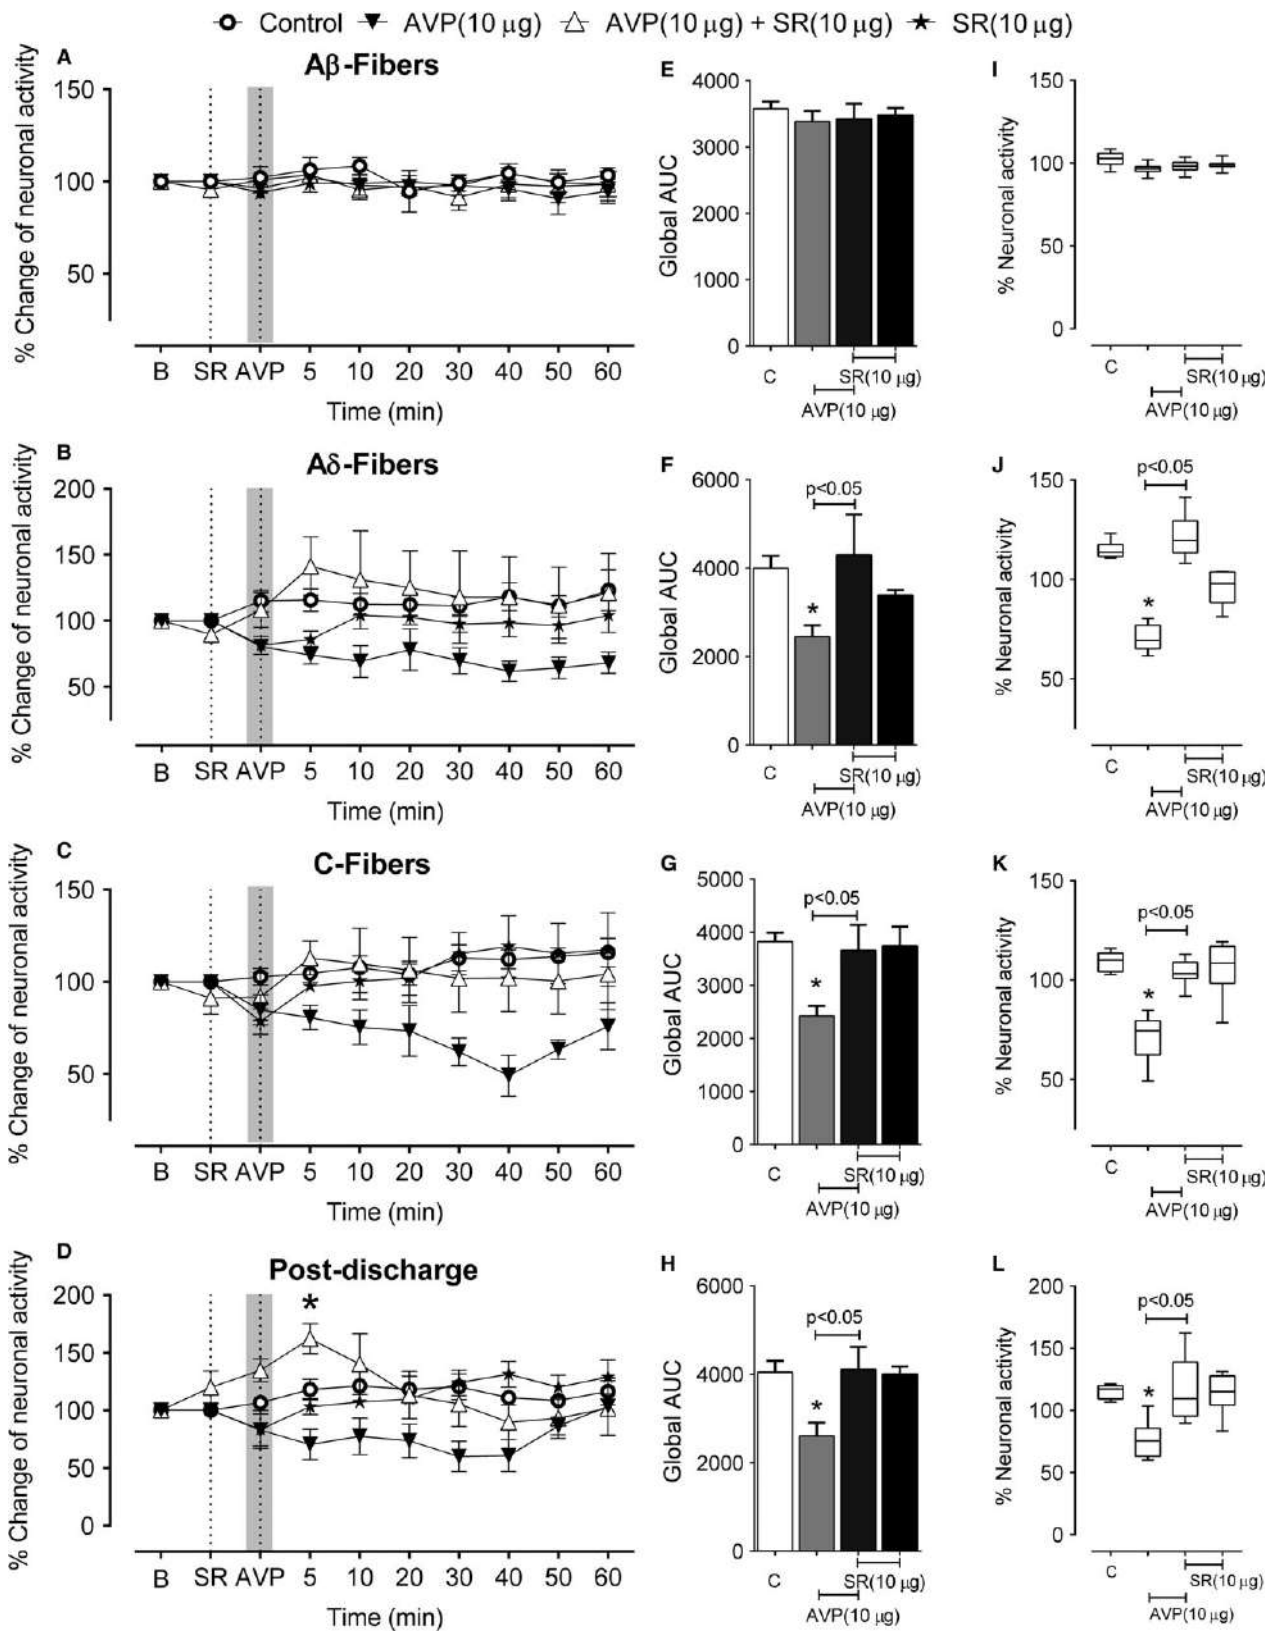 Control AVP(10 µg) AVP(10 µg) + SR(10 µg) SR(10 µg)
A
Aβ-Fibers
% Change of neuronal activity
150
100
50
B SR AVP 5 10 20 30 40 50 60
Time (min)
E
Global AUC
4000
3000
2000
1000
0
C
SR(10 µg)
AVP(10 µg)
I
% Neuronal activity
150
100
50
0
C
SR(10 µg)
AVP(10 µg)
B
Aδ-Fibers
% Change of neuronal activity
200
150
100
50
B SR AVP 5 10 20 30 40 50 60
Time (min)
F
Global AUC
6000
4000
2000
0
p<0.05
*
C
SR(10 µg)
AVP(10 µg)
J
% Neuronal activity
150
100
50
p<0.05
*
C
SR(10 µg)
AVP(10 µg)
C
C-Fibers
% Change of neuronal activity
150
100
50
B SR AVP 5 10 20 30 40 50 60
Time (min)
G
Global AUC
5000
4000
3000
2000
1000
0
p<0.05
*
C
SR(10 µg)
AVP(10 µg)
K
% Neuronal activity
150
100
50
p<0.05
*
C
SR(10 µg)
AVP(10 µg)
D
Post-discharge
% Change of neuronal activity
200
150
100
50
0
*
B SR AVP 5 10 20 30 40 50 60
Time (min)
H
Global AUC
6000
4000
2000
0
p<0.05
*
C
SR(10 µg)
AVP(10 µg)
L
% Neuronal activity
200
150
100
50
0
p<0.05
*
C
SR(10 µg)
AVP(10 µg)